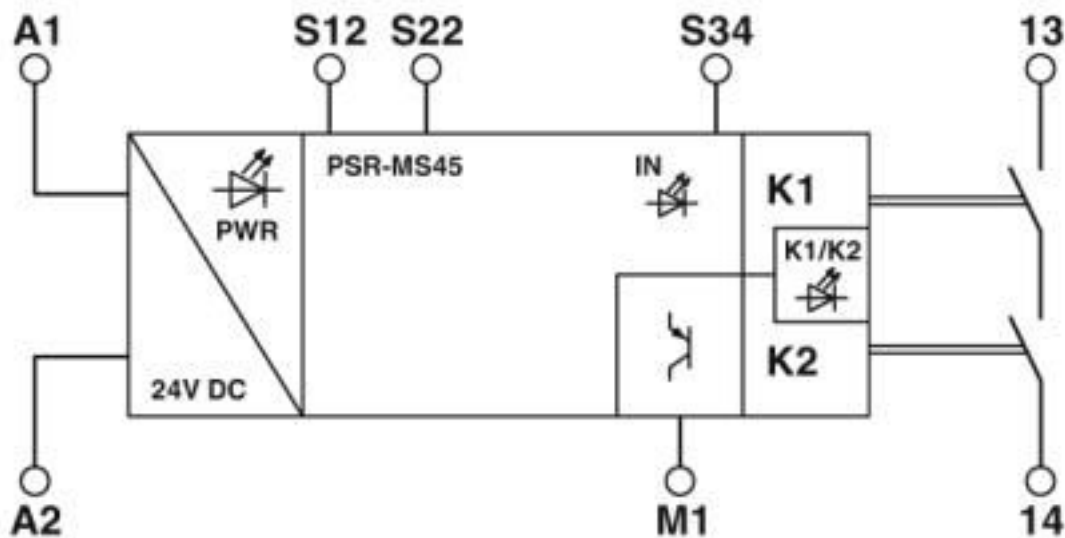 A1 S12 S22 S34 13
PSR-MS45 IN K1
PWR
K1/K2
24V DC K2
A2 M1 14